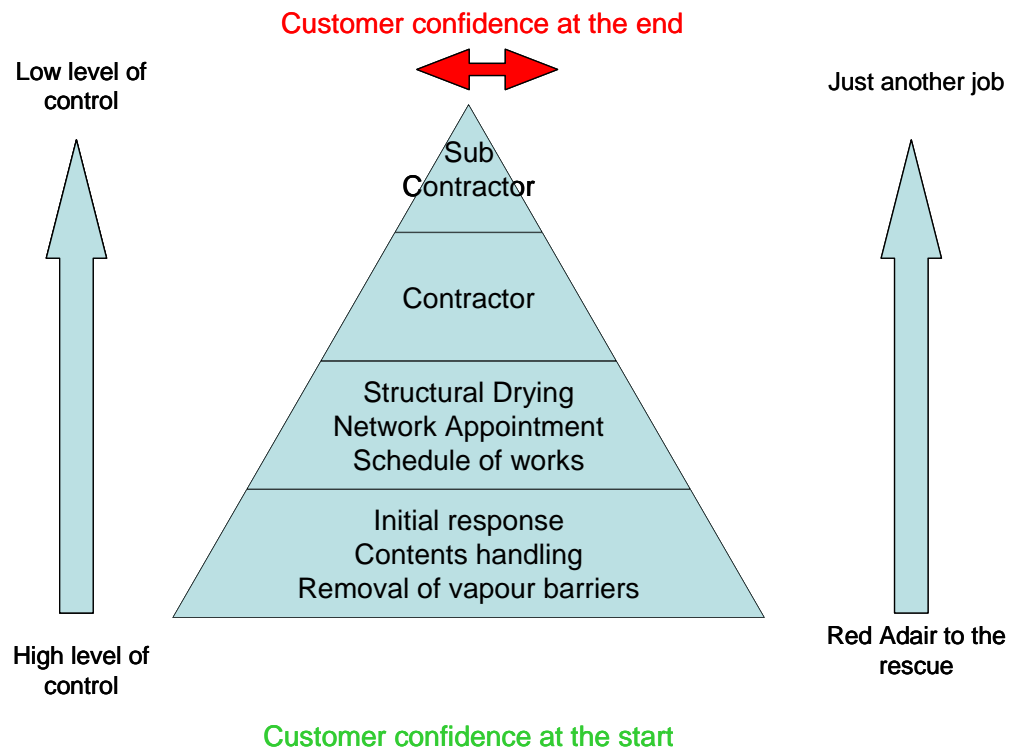 Customer confidence at the end
Low level of
control
Just another job
Sub
Contractor
Contractor
Structural Drying
Network Appointment
Schedule of works
Initial response
Contents handling
Removal of vapour barriers
High level of
control
Red Adair to the
rescue
Customer confidence at the start